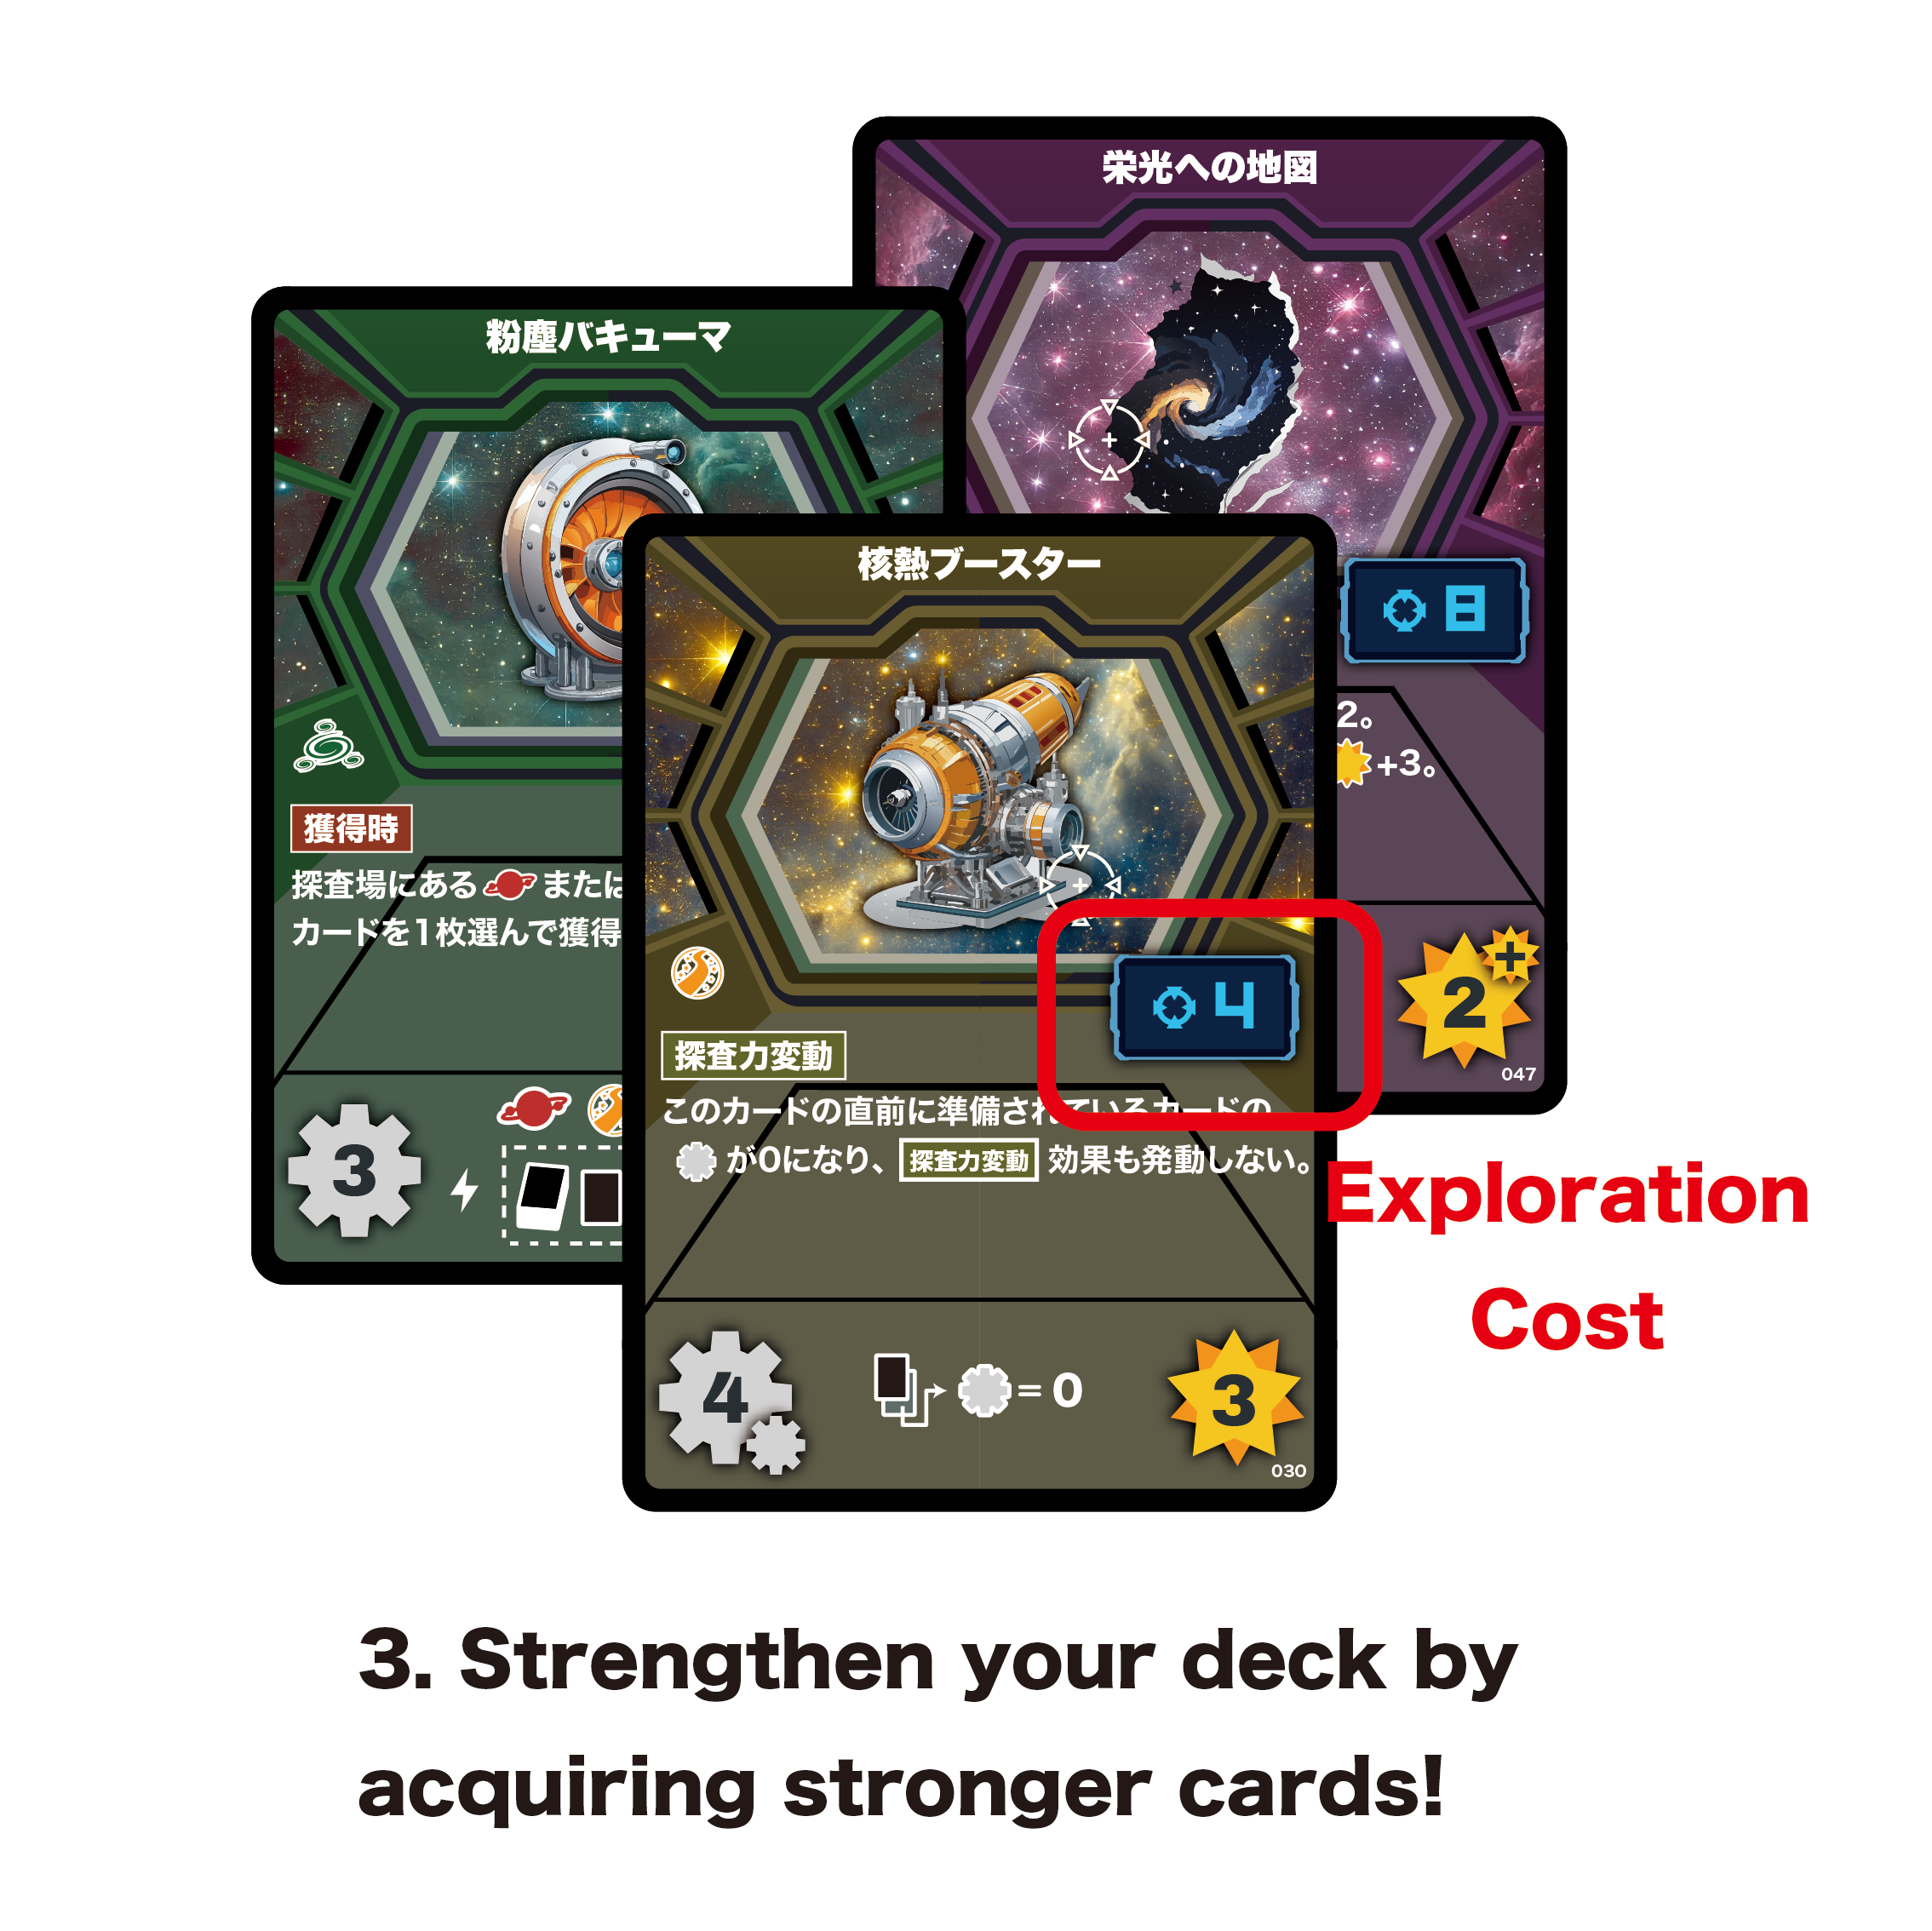 栄光への地図
8
2。
+3。
2
+
047
粉塵バキューマ
獲得時
探査場にある または
カードを1枚選んで獲得
3
核熱ブースター
4
探査力変動
このカードの直前に準備されているカードの
が0になり、 探査力変動 効果も発動しない。
4
= 0
3
030
Exploration
Cost
3. Strengthen your deck by
acquiring stronger cards!